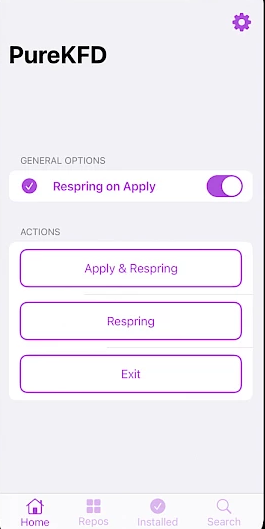 PureKFD
GENERAL OPTIONS
Respring on Apply
ACTIONS
Apply & Respring
Respring
Exit
Home
Repos
Installed
Search